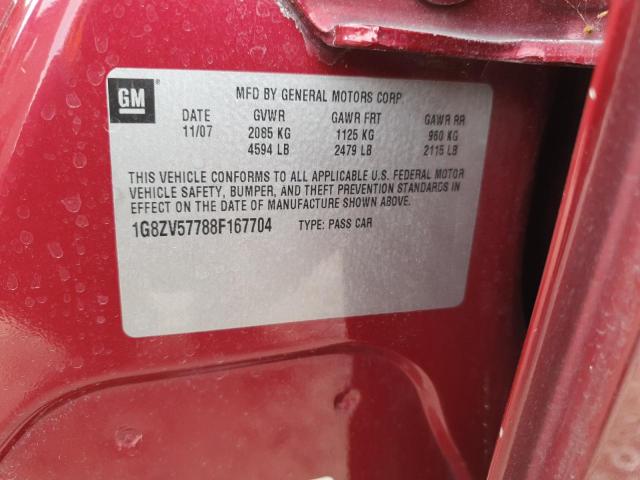 GM
MFD BY GENERAL MOTORS CORP
DATE GVWR GAWR FRT GAWR RR
11/07 2085 KG 1125 KG 960 KG
4594 LB 2479 LB 2115 LB
THIS VEHICLE CONFORMS TO ALL APPLICABLE U.S. FEDERAL MOTOR
VEHICLE SAFETY, BUMPER, AND THEFT PREVENTION STANDARDS IN
EFFECT ON THE DATE OF MANUFACTURE SHOWN ABOVE.
1G8ZV57788F167704 TYPE: PASS CAR